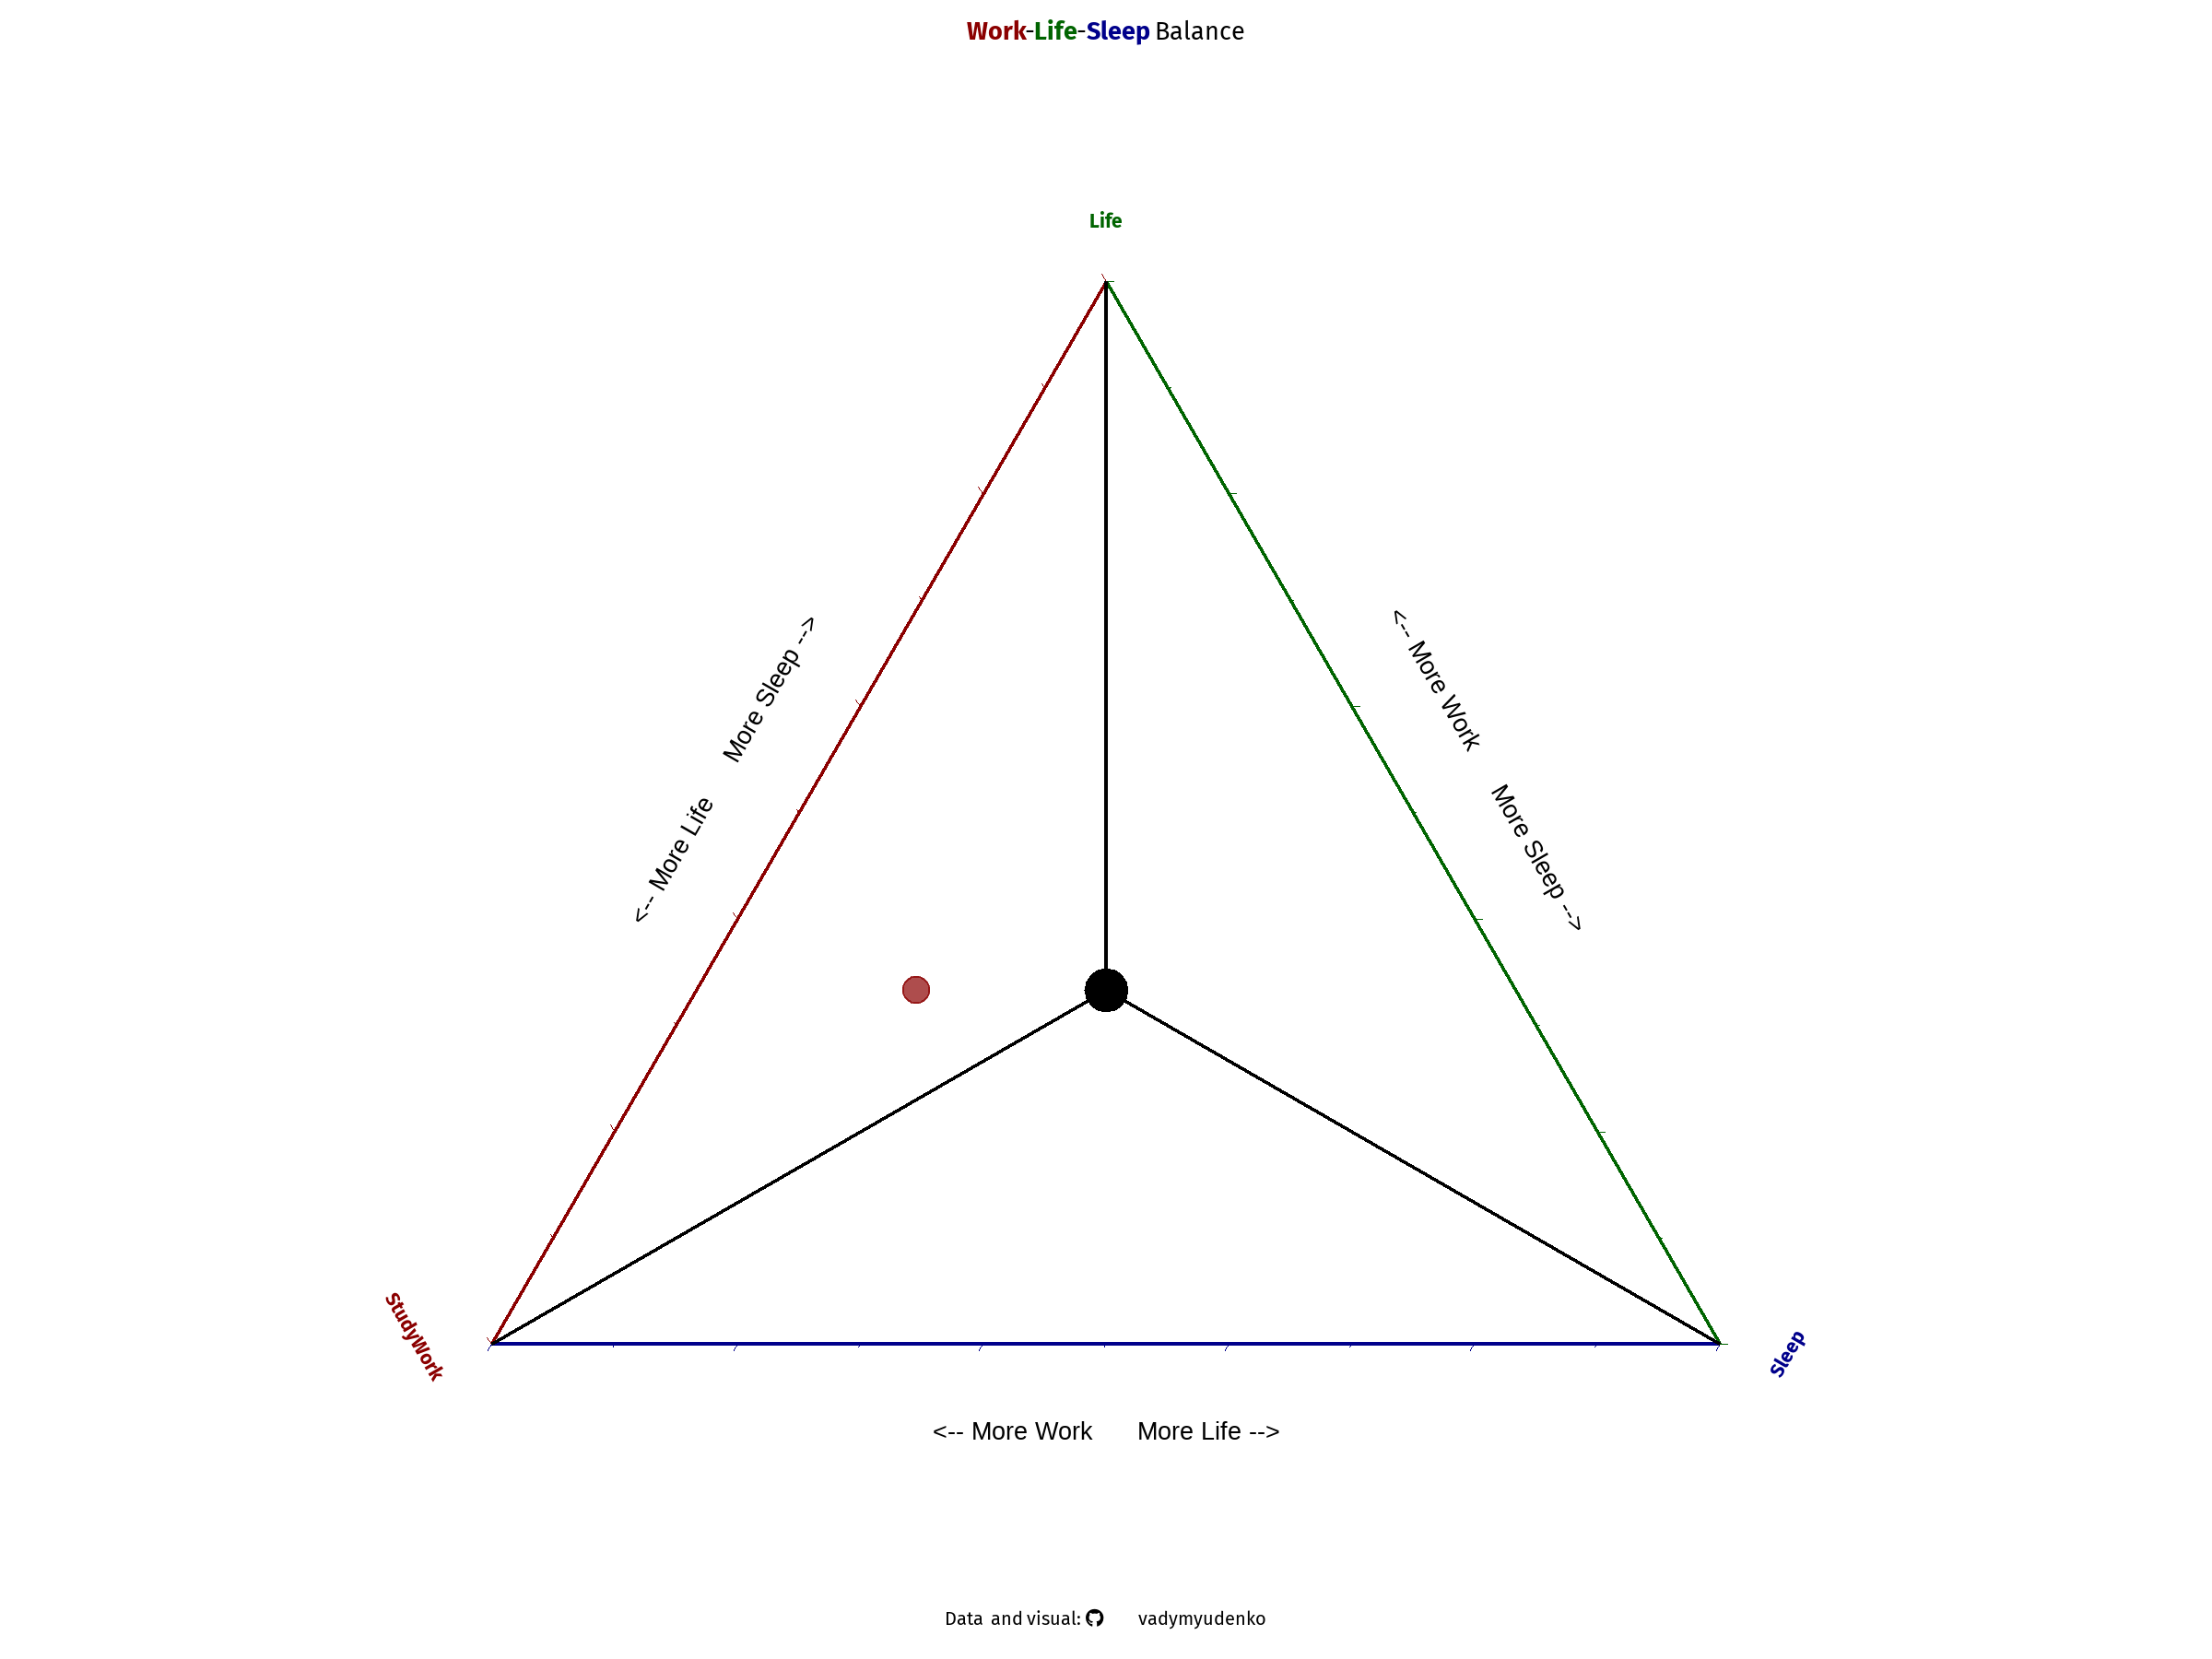 Work-Life-Sleep Balance
Life
<-- More Life More Sleep -->
<-- More Work More Sleep -->
StudyWork
Sleep
<-- More Work More Life -->
Data and visual: vadymyudenko